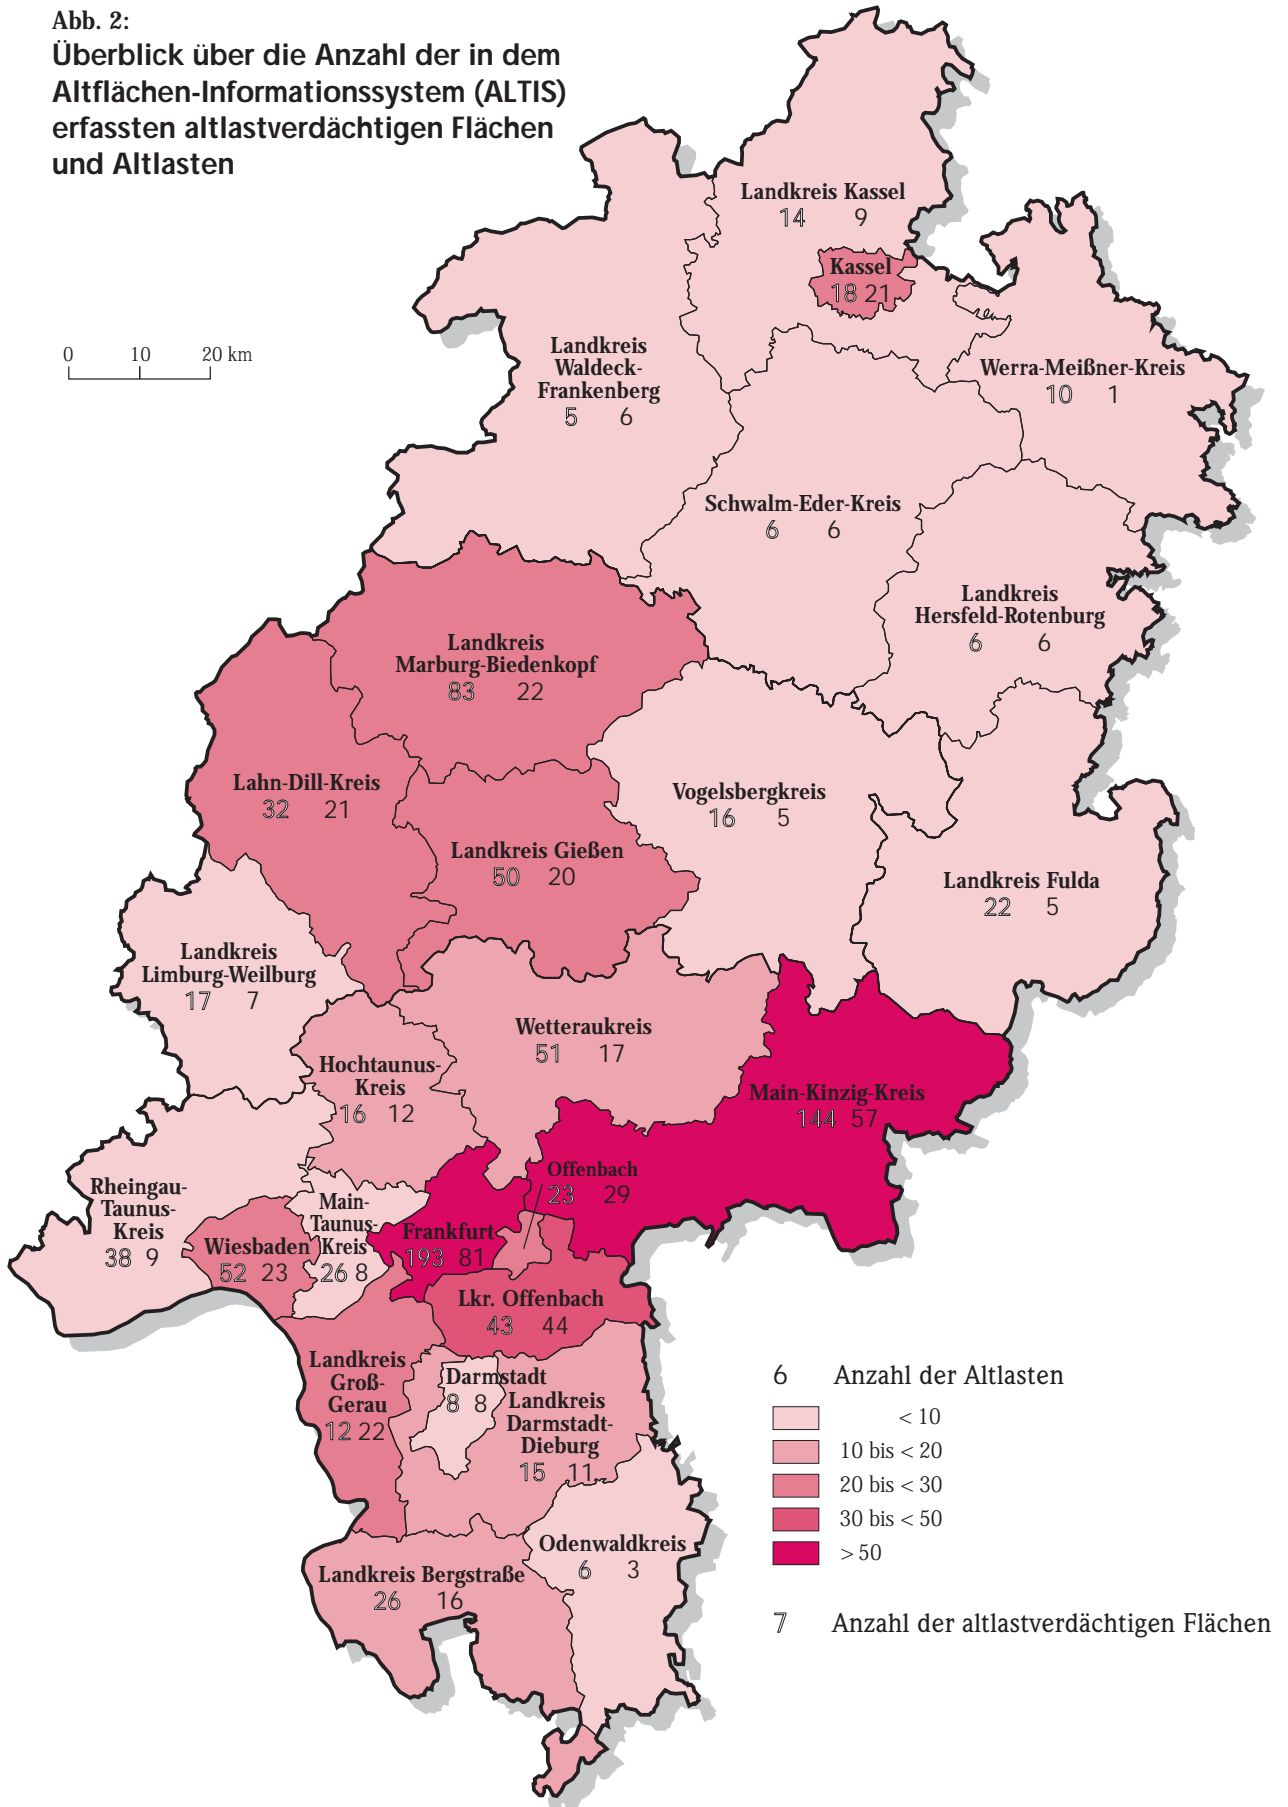 Abb. 2:
Überblick über die Anzahl der in dem
Altflächen-Informationssystem (ALTIS)
erfassten altlastverdächtigen Flächen
und Altlasten
0 10 20 km
Landkreis Kassel
14 9
Kassel
18 21
Landkreis
Waldeck-
Frankenberg
5 6
Werra-Meißner-Kreis
10 1
Schwalm-Eder-Kreis
6 6
Landkreis
Hersfeld-Rotenburg
6 6
Landkreis
Marburg-Biedenkopf
83 22
Lahn-Dill-Kreis
32 21
Vogelsbergkreis
16 5
Landkreis Gießen
50 20
Landkreis Fulda
22 5
Landkreis
Limburg-Weilburg
17 7
Wetteraukreis
51 17
Hochtaunus-
Kreis
16 12
Main-Kinzig-Kreis
144 57
Offenbach
23 29
Rheingau-
Taunus-
Kreis
38 9
Main-
Taunus-
Kreis
26 8
Wiesbaden
52 23
Frankfurt
193 81
Lkr. Offenbach
43 44
Landkreis
Groß-
Gerau
12 22
Darmstadt
8 8
Landkreis
Darmstadt-
Dieburg
15 11
Odenwaldkreis
6 3
Landkreis Bergstraße
26 16
6 Anzahl der Altlasten
< 10
10 bis < 20
20 bis < 30
30 bis < 50
> 50
7 Anzahl der altlastverdächtigen Flächen